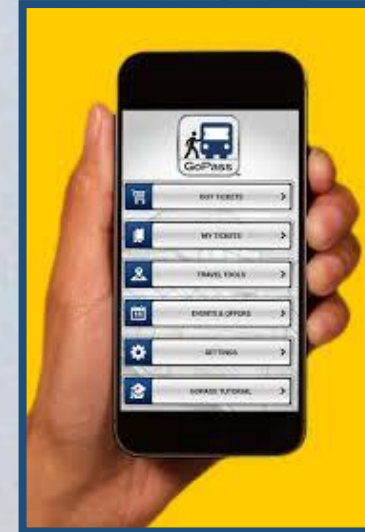 GoPass
BUY TICKETS
MY TICKETS
TRAVEL TOOLS
EVENTS & OFFERS
SETTINGS
GOPASS TUTORIAL